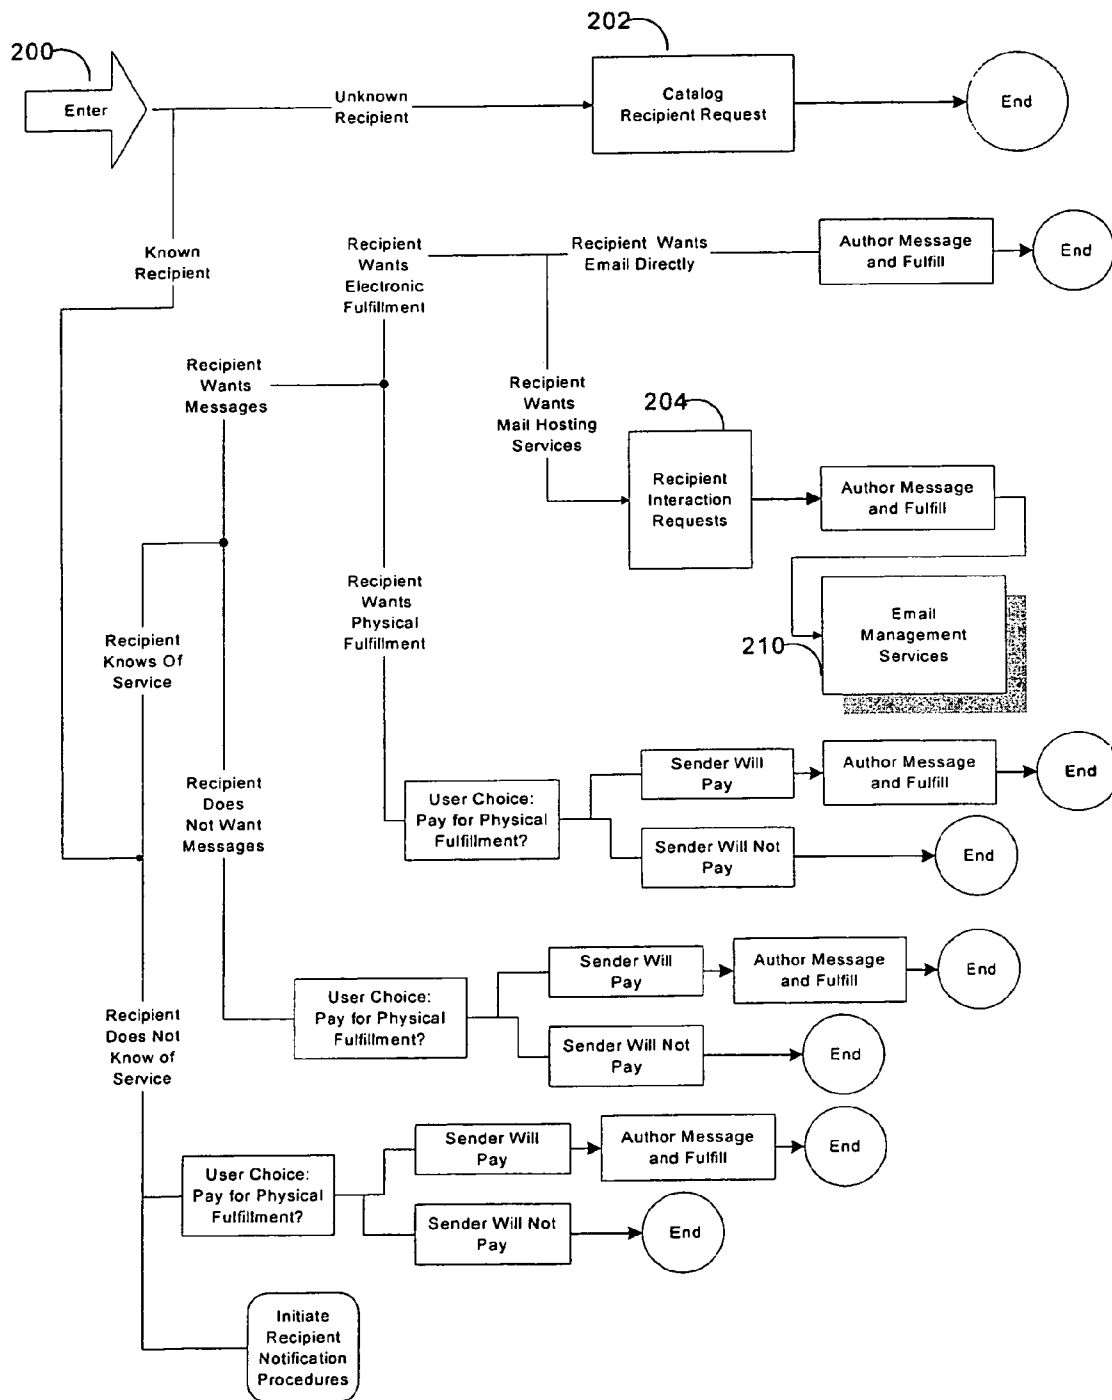 200
Enter
Unknown
Recipient
202
Catalog
Recipient Request
End
Known
Recipient
Recipient
Wants
Electronic
Fulfillment
Recipient Wants
Email Directly
Author Message
and Fulfill
End
Recipient
Wants
Messages
Recipient
Wants
Mail Hosting
Services
204
Recipient
Interaction
Requests
Author Message
and Fulfill
Recipient
Wants
Physical
Fulfillment
Email
Management
Services
210
Recipient
Knows Of
Service
Recipient
Does
Not Want
Messages
User Choice:
Pay for Physical
Fulfillment?
Sender Will
Pay
Author Message
and Fulfill
End
Sender Will Not
Pay
End
Recipient
Does Not
Know of
Service
User Choice:
Pay for Physical
Fulfillment?
Sender Will
Pay
Author Message
and Fulfill
End
Sender Will Not
Pay
End
User Choice:
Pay for Physical
Fulfillment?
Sender Will
Pay
Author Message
and Fulfill
End
Sender Will Not
Pay
End
Initiate
Recipient
Notification
Procedures